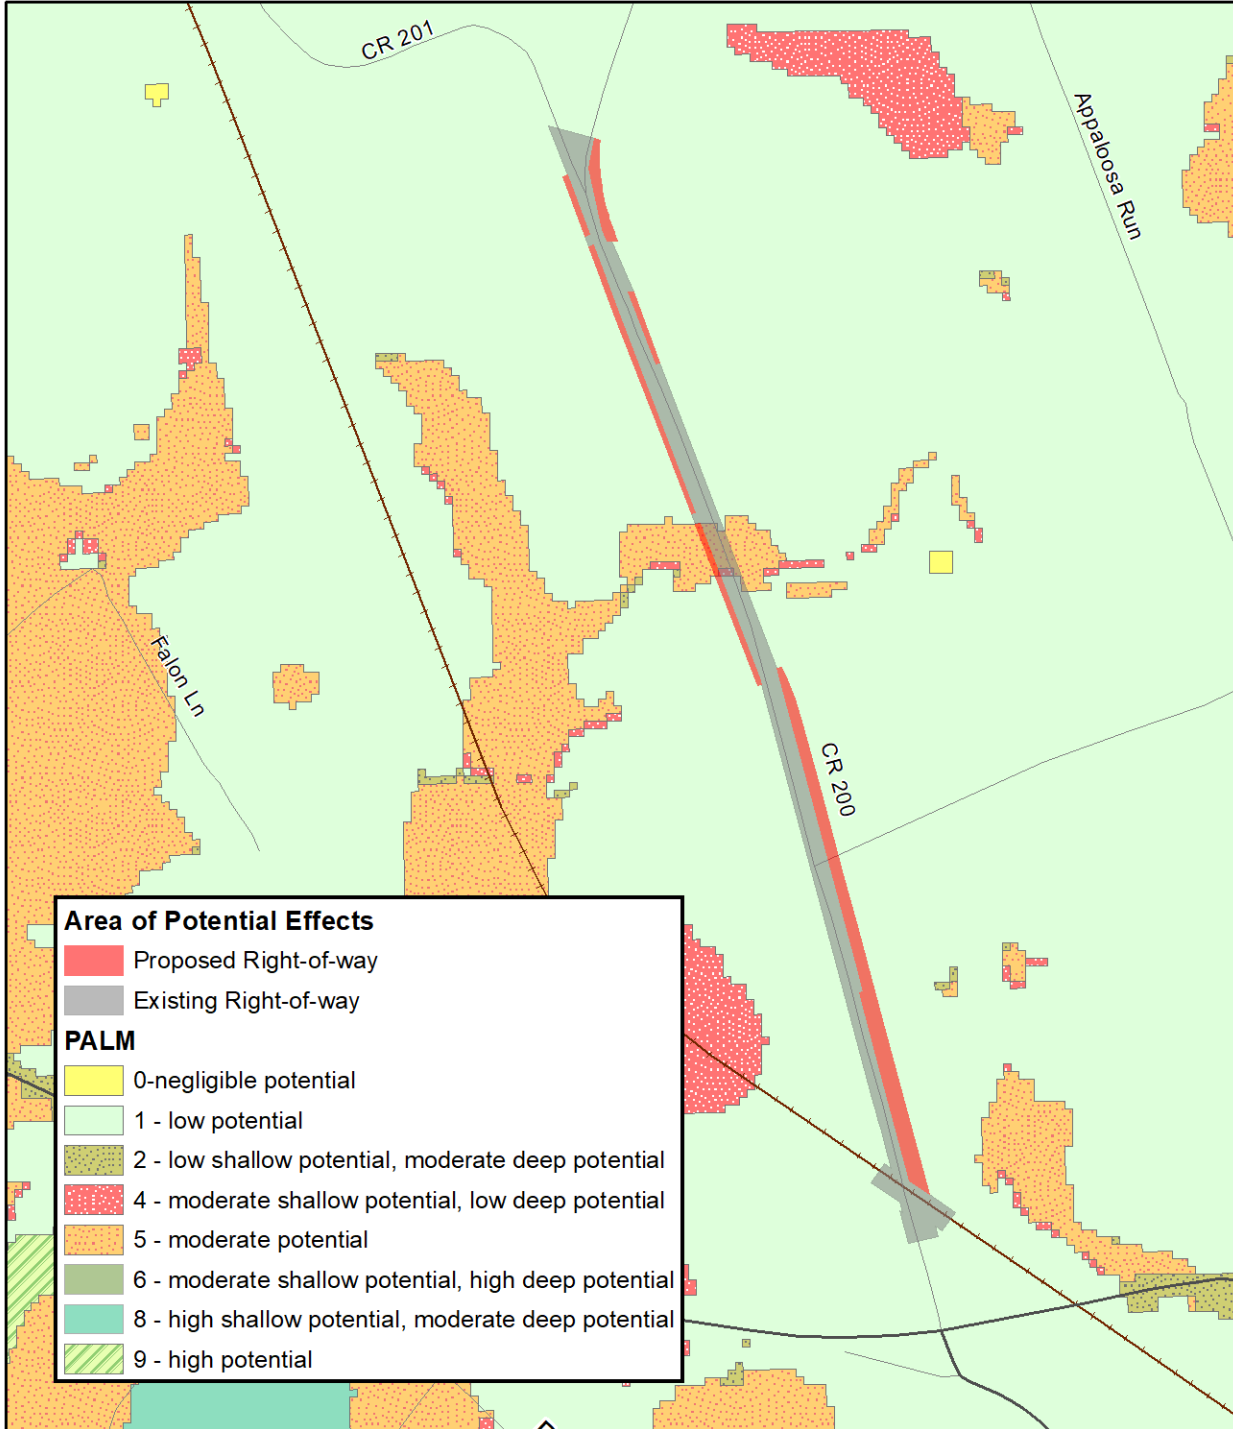 CR 201
Appaloosa Run
Falon Ln
CR 200
Area of Potential Effects
Proposed Right-of-way
Existing Right-of-way
PALM
0-negligible potential
1 - low potential
2 - low shallow potential, moderate deep potential
4 - moderate shallow potential, low deep potential
5 - moderate potential
6 - moderate shallow potential, high deep potential
8 - high shallow potential, moderate deep potential
9 - high potential